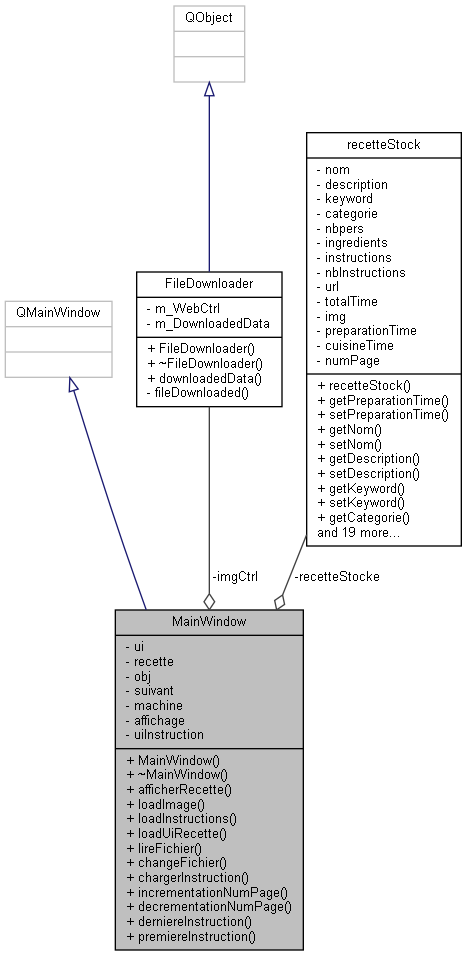 QObject
recetteStock
- nom
- description
- keyword
- categorie
- nbpers
- ingredients
- instructions
- nbInstructions
- url
- totalTime
- img
- preparationTime
- cuisineTime
- numPage
+ recetteStock()
+ getPreparationTime()
+ setPreparationTime()
+ getNom()
+ setNom()
+ getDescription()
+ setDescription()
+ getKeyword()
+ setKeyword()
+ getCategorie()
and 19 more...
FileDownloader
- m_WebCtrl
- m_DownloadedData
+ FileDownloader()
+ ~FileDownloader()
+ downloadedData()
- fileDownloaded()
QMainWindow
-imgCtrl
-recetteStocke
MainWindow
- ui
- recette
- obj
- suivant
- machine
- affichage
- uiInstruction
+ MainWindow()
+ ~MainWindow()
+ afficherRecette()
+ loadImage()
+ loadInstructions()
+ loadUiRecette()
+ lireFichier()
+ changeFichier()
+ chargerInstruction()
+ incrementationNumPage()
+ decrementationNumPage()
+ derniereInstruction()
+ premiereInstruction()